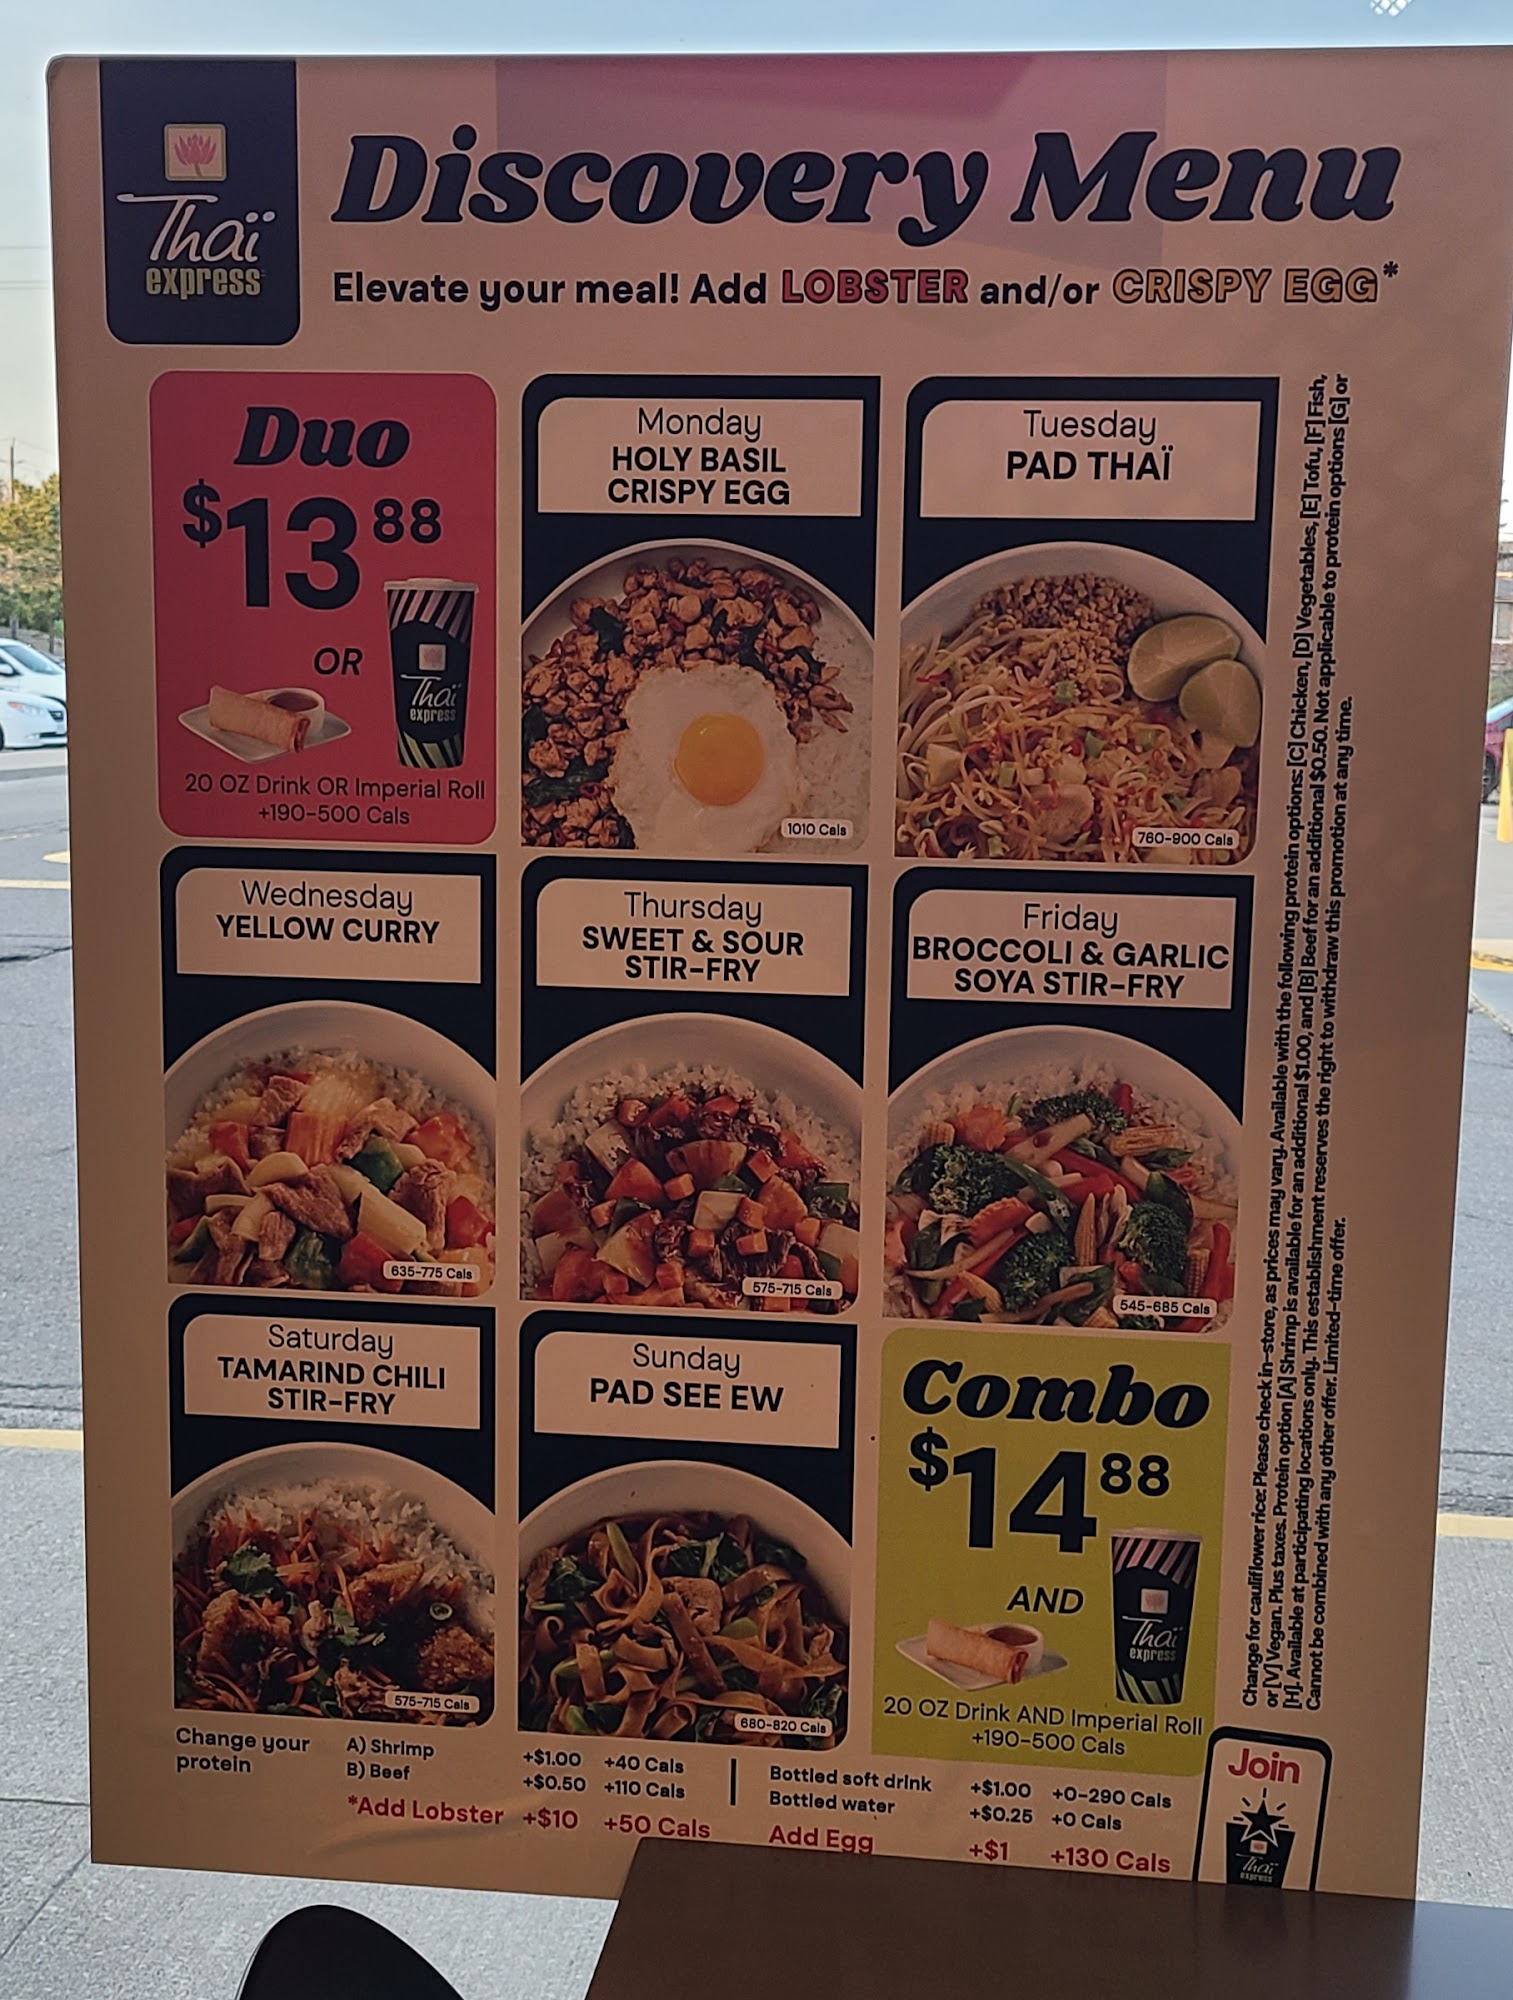 Thaï
express
Discovery Menu
Elevate your meal! Add LOBSTER and/or CRISPY EGG*
Duo
$13 88
OR
Thaï
express
20 OZ Drink OR Imperial Roll
+190-500 Cals
Monday
HOLY BASIL
CRISPY EGG
1010 Cals
Tuesday
PAD THAÏ
760-900 Cals
Wednesday
YELLOW CURRY
635-775 Cals
Thursday
SWEET & SOUR
STIR-FRY
575-715 Cals
Friday
BROCCOLI & GARLIC
SOYA STIR-FRY
545-685 Cals
Saturday
TAMARIND CHILI
STIR-FRY
575-715 Cals
Sunday
PAD SEE EW
680-820 Cals
Combo
$14 88
AND
Thaï
express
20 OZ Drink AND Imperial Roll
+190-500 Cals
Change your
protein
A) Shrimp +$1.00 +40 Cals
B) Beef +$0.50 +110 Cals
*Add Lobster +$10 +50 Cals
Bottled soft drink +$1.00 +0-290 Cals
Bottled water +$0.25 +0 Cals
Add Egg +$1 +130 Cals
Join
Thaï
express
Change for cauliflower rice: Please check in-store, as prices may vary. Available with the following protein options: [C] Chicken, [D] Vegetables, [E] Tofu, [F] Fish,
or [V] Vegan. Plus taxes. Protein option [A] Shrimp is available for an additional $1.00, and [B] Beef for an additional $0.50. Not applicable to protein options [G] or
[H]. Available at participating locations only. This establishment reserves the right to withdraw this promotion at any time.
Cannot be combined with any other offer. Limited-time offer.